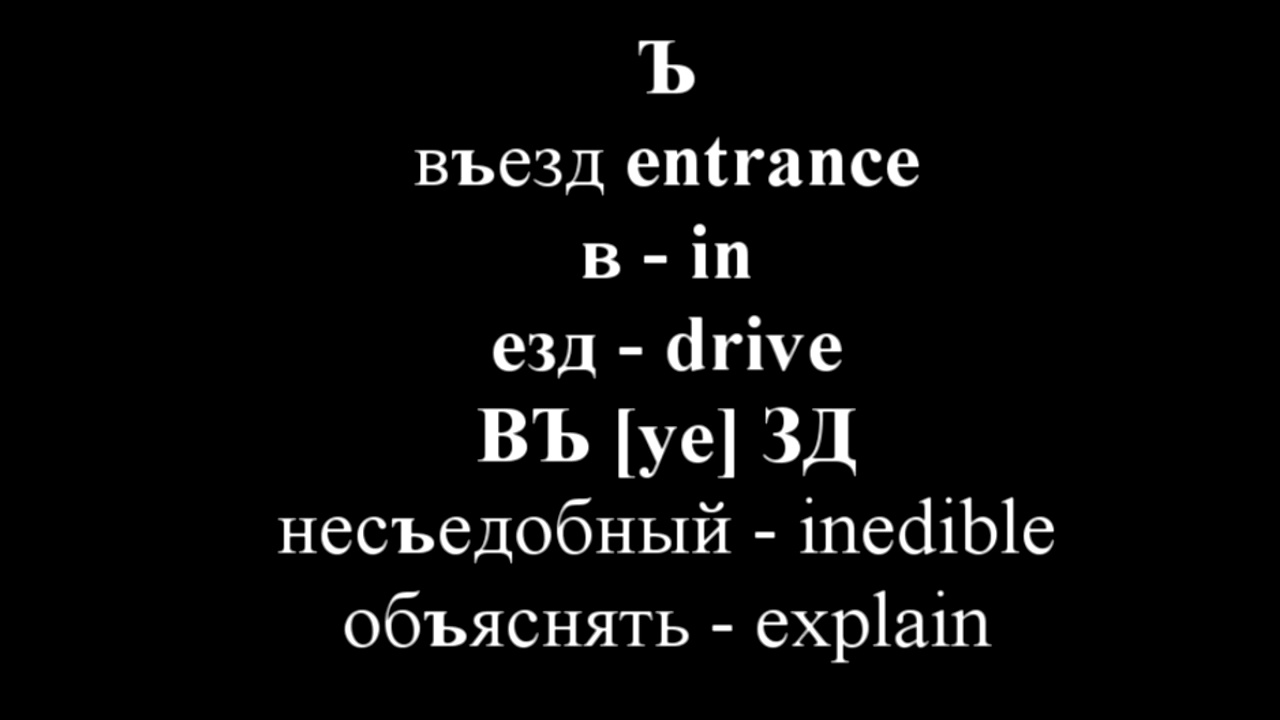 Ъ
въезд entrance
в - in
езд - drive
ВЪ [ye] ЗД
несъедобный - inedible
объяснять - explain